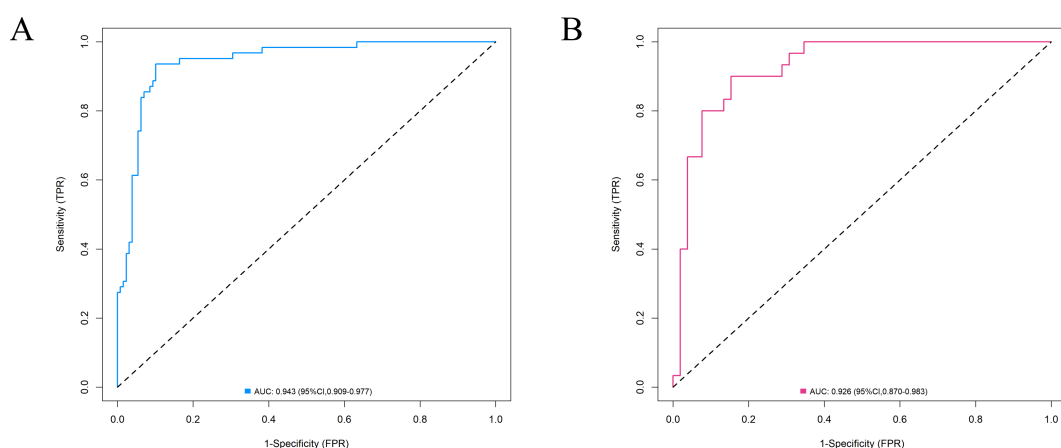 A
1.0
0.8
0.6
0.4
0.2
0.0
Sensitivity (TPR)
AUC: 0.943 (95%CI,0.909-0.977)
0.0 0.2 0.4 0.6 0.8 1.0
1-Specificity (FPR)
B
1.0
0.8
0.6
0.4
0.2
0.0
Sensitivity (TPR)
AUC: 0.926 (95%CI,0.870-0.983)
0.0 0.2 0.4 0.6 0.8 1.0
1-Specificity (FPR)